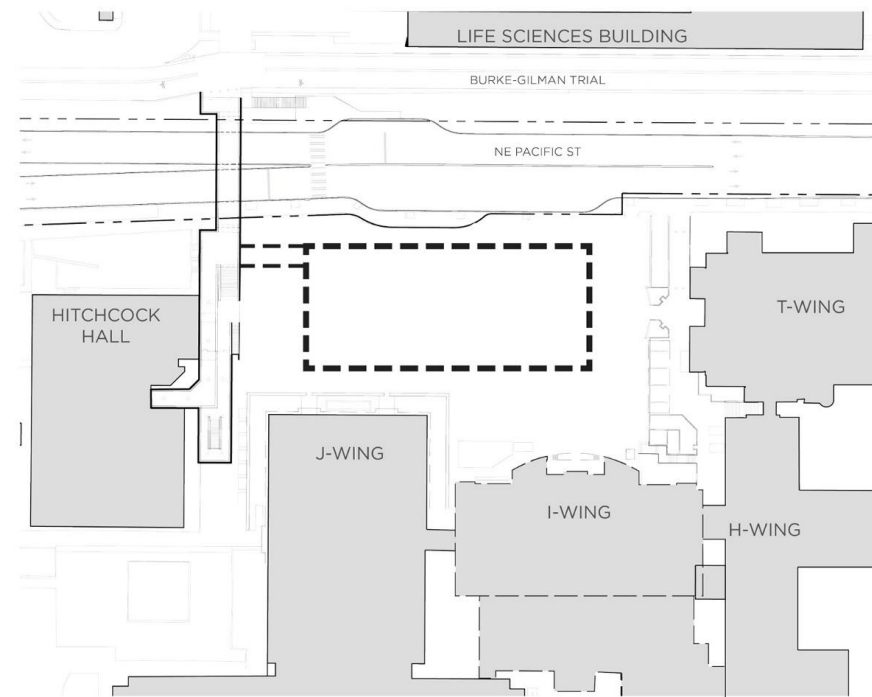 LIFE SCIENCES BUILDING
BURKE-GILMAN TRIAL
NE PACIFIC ST
HITCHCOCK
HALL
T-WING
J-WING
I-WING
H-WING